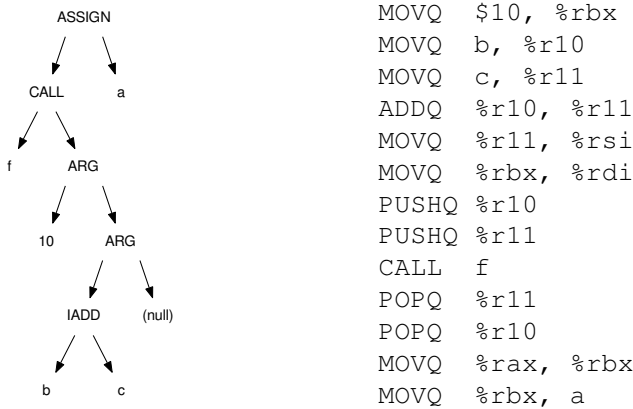 ASSIGN
CALL a
f ARG
10 ARG
IADD (null)
b c
MOVQ $10, %rbx
MOVQ b, %r10
MOVQ c, %r11
ADDQ %r10, %r11
MOVQ %r11, %rsi
MOVQ %rbx, %rdi
PUSHQ %r10
PUSHQ %r11
CALL f
POPQ %r11
POPQ %r10
MOVQ %rax, %rbx
MOVQ %rbx, a